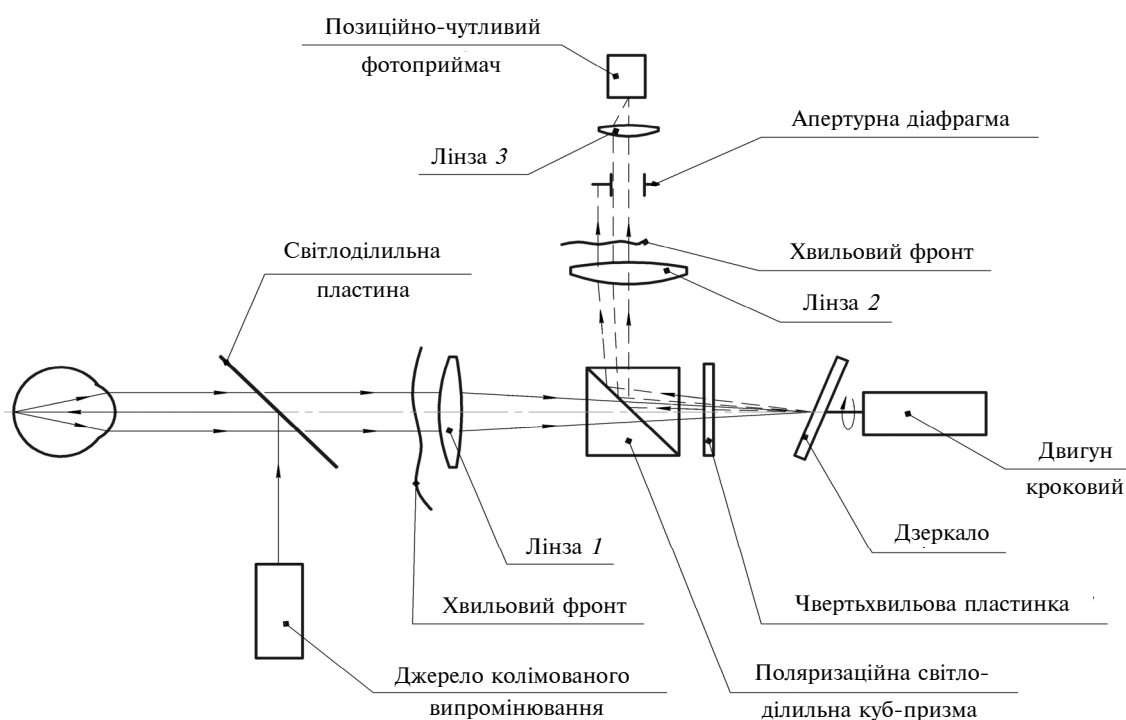 Позиційно-чутливий
фотоприймач
Апертурна діафрагма
Лінза 3
Світлоділильна
пластина
Хвильовий фронт
Лінза 2
Двигун
кроковий
Лінза 1
Дзеркало
Хвильовий фронт
Чвертьхвильова пластинка
Джерело колімованого
випромінювання
Поляризаційна світло-
ділильна куб-призма